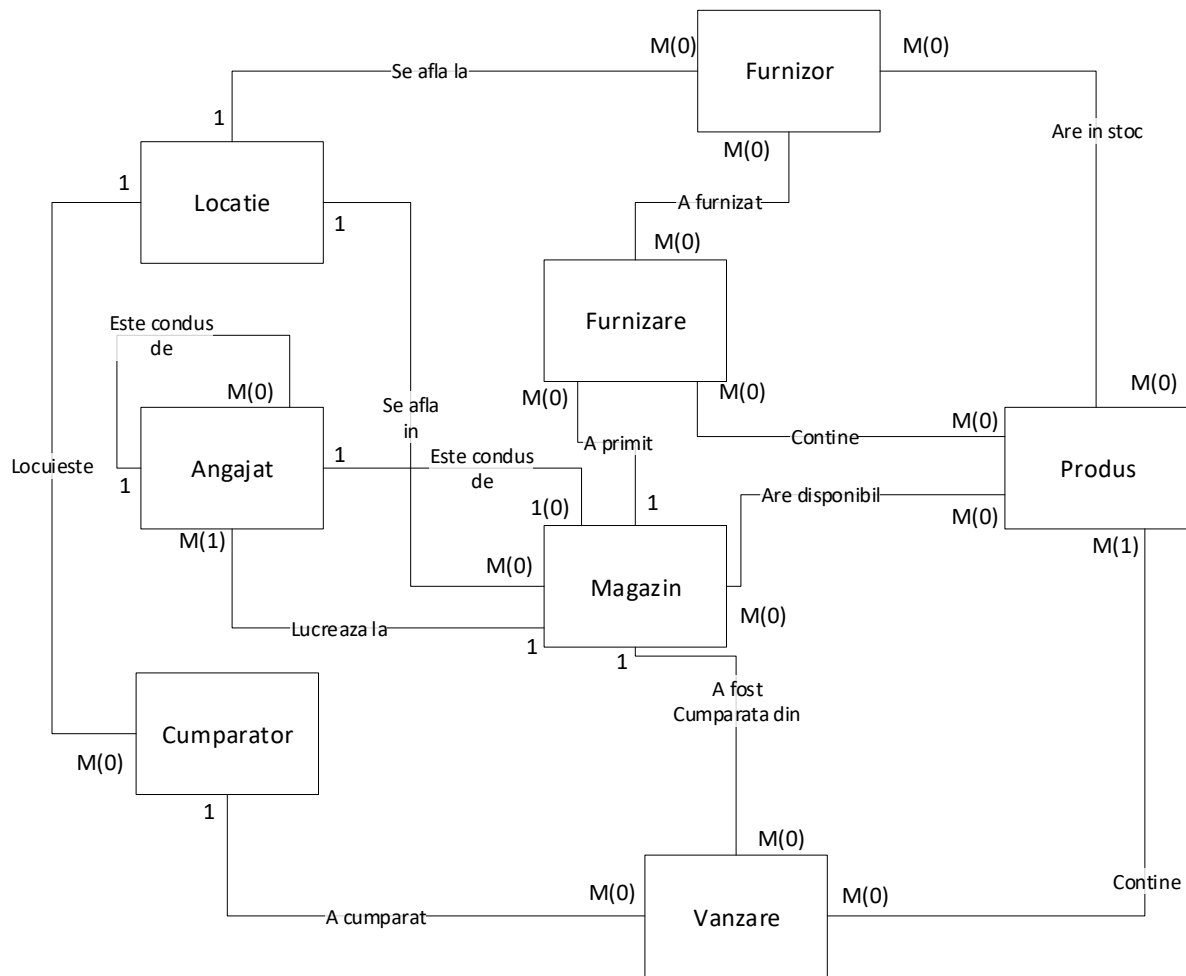 M(0)
Furnizor
M(0)
Se afla la
1
M(0)
Are in stoc
1
Locatie
1
A furnizat
M(0)
Furnizare
Este condus
de
M(0)
M(0)
M(0)
M(0)
Se afla
in
A primit
Contine
M(0)
Locuieste
1
Angajat
1
Este condus
de
Produs
Are disponibil
1(0)
1
M(0)
M(1)
M(1)
M(0)
Magazin
M(0)
Lucreaza la
1
1
A fost
Cumparata din
Cumparator
M(0)
1
M(0)
Contine
M(0)
M(0)
A cumparat
Vanzare